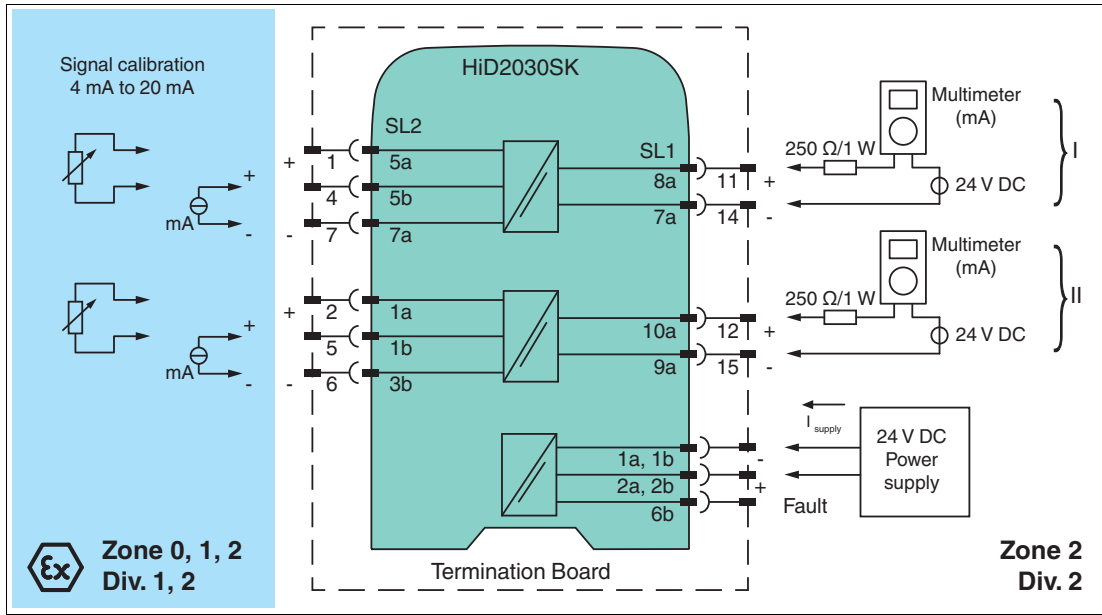 Signal calibration
4 mA to 20 mA
HiD2030SK
SL2
SL1
+
1
5a
4
5b
-
7
7a
8a
11
+
7a
14
-
+
mA
-
250 Ω/1 W
Multimeter
(mA)
24 V DC
I
+
2
1a
5
1b
-
6
3b
10a
12
+
9a
15
-
+
mA
-
250 Ω/1 W
Multimeter
(mA)
24 V DC
II
1a, 1b
-
2a, 2b
+
6b
Fault
I supply
24 V DC
Power
supply
Ex
Zone 0, 1, 2
Div. 1, 2
Termination Board
Zone 2
Div. 2